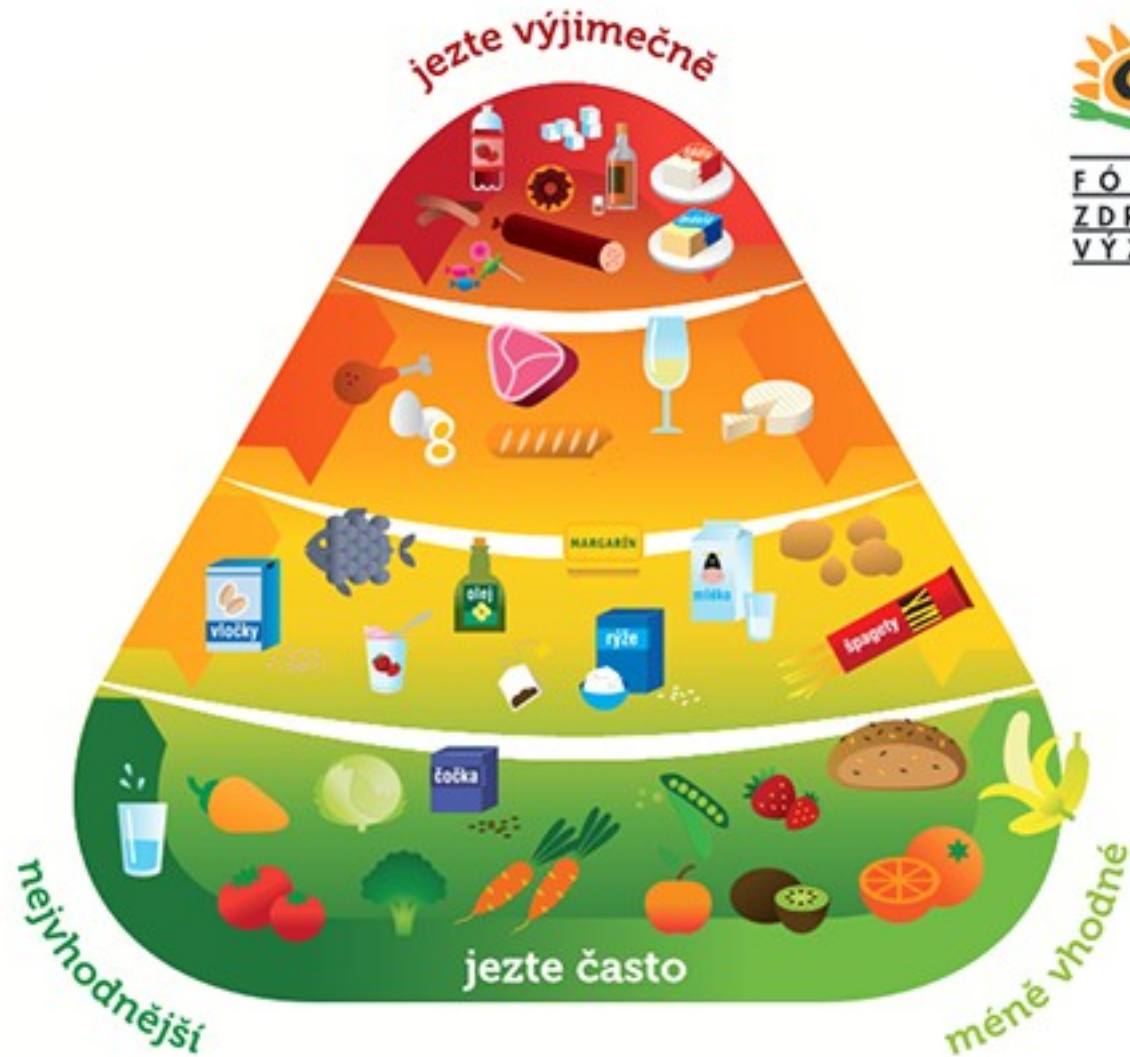 jezte výjimečně
MARGARÍN
olej
mléko
vločky
rýže
špagety
čočka
jezte často
nejvhodnější
méně vhodné
F Ó